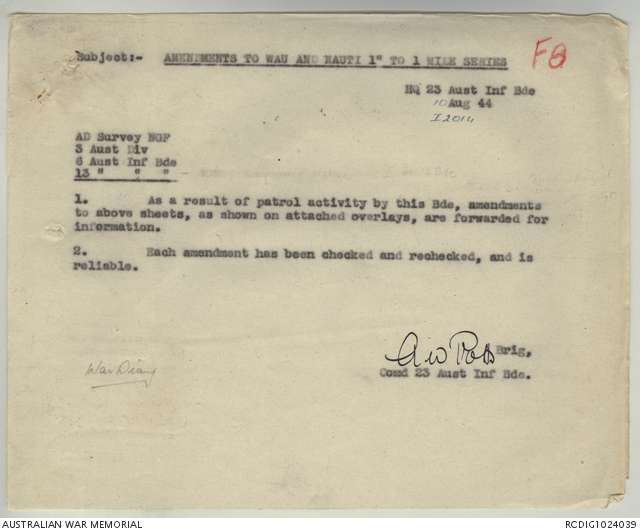 Subject:- AMENDMENTS TO WAU AND NAUTI 1" TO 1 MILE SERIES
F8
HQ 23 Aust Inf Bde
10 Aug 44
I2014
AD Survey NGF
3 Aust Div
6 Aust Inf Bde
13 " " "
1. As a result of patrol activity by this Bde, amendments
to above sheets, as shown on attached overlays, are forwarded for
information.
2. Each amendment has been checked and rechecked, and is
reliable.
A W Potts Brig,
Comd 23 Aust Inf Bde.
War Diary
AUSTRALIAN WAR MEMORIAL
RCDIG1024039